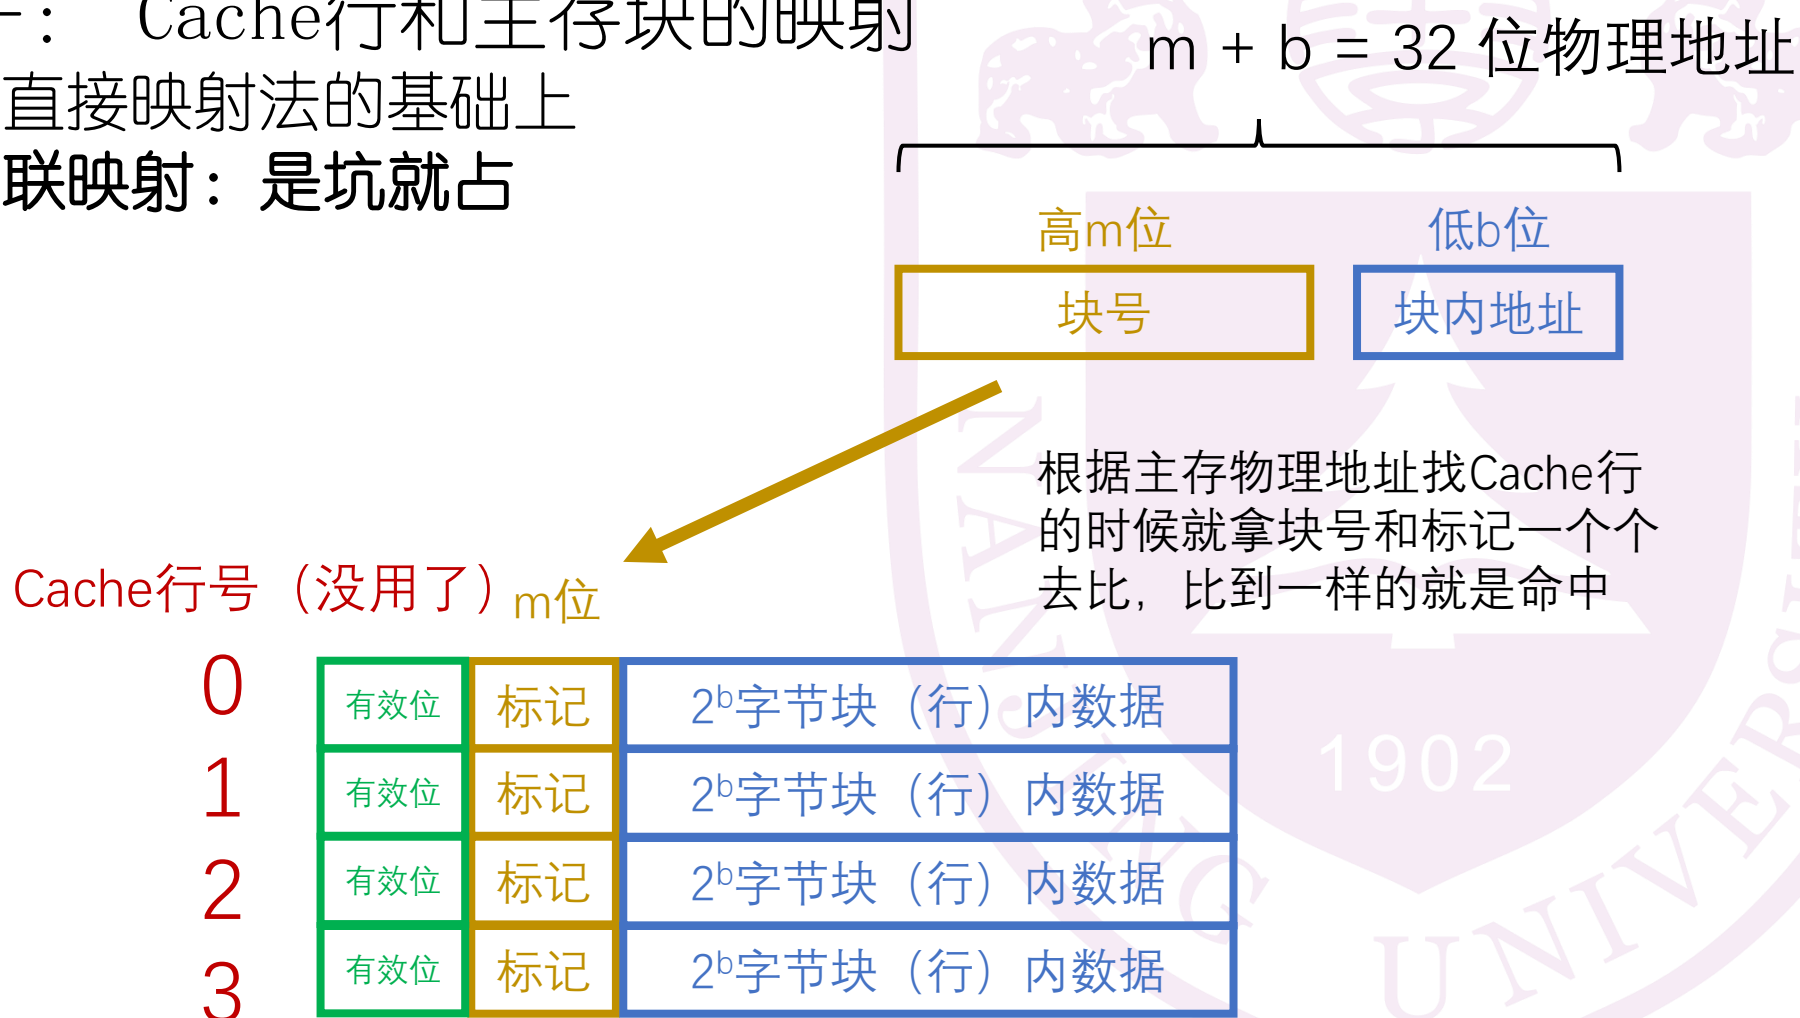 ： Cache行和主存块的映射
m + b = 32 位物理地址
直接映射法的基础上
联映射：是坑就占
高m位
低b位
块号
块内地址
根据主存物理地址找Cache行
的时候就拿块号和标记一个个
去比，比到一样的就是命中
Cache行号（没用了）
m位
0 有效位 标记 2ᵇ字节块（行）内数据
1 有效位 标记 2ᵇ字节块（行）内数据
2 有效位 标记 2ᵇ字节块（行）内数据
3 有效位 标记 2ᵇ字节块（行）内数据
NANJING UNIVERSITY
1902